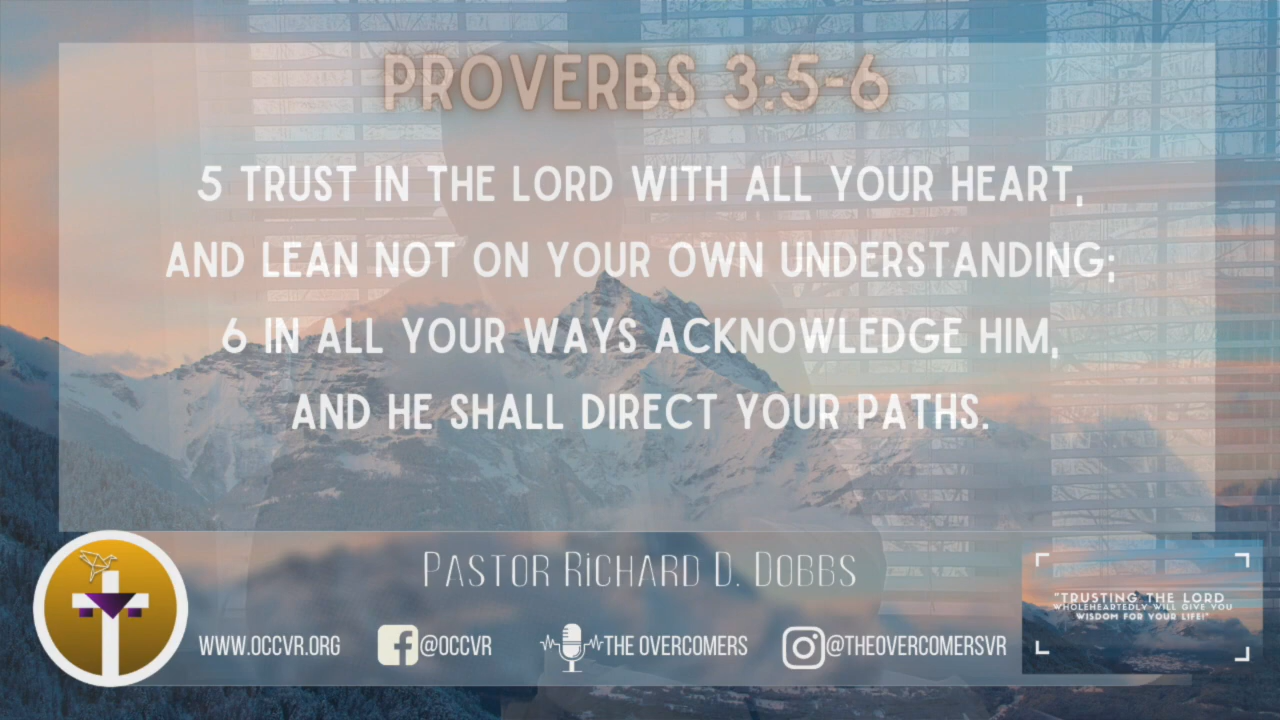 PROVERBS 3:5-6
5 TRUST IN THE LORD WITH ALL YOUR HEART,
AND LEAN NOT ON YOUR OWN UNDERSTANDING;
6 IN ALL YOUR WAYS ACKNOWLEDGE HIM,
AND HE SHALL DIRECT YOUR PATHS.
PASTOR RICHARD D. DOBBS
WWW.OCCVR.ORG @OCCVR THE OVERCOMERS @THEOVERCOMERSVR
"TRUSTING THE LORD
WHOLEHEARTEDLY WILL GIVE YOU
WISDOM FOR YOUR LIFE!"